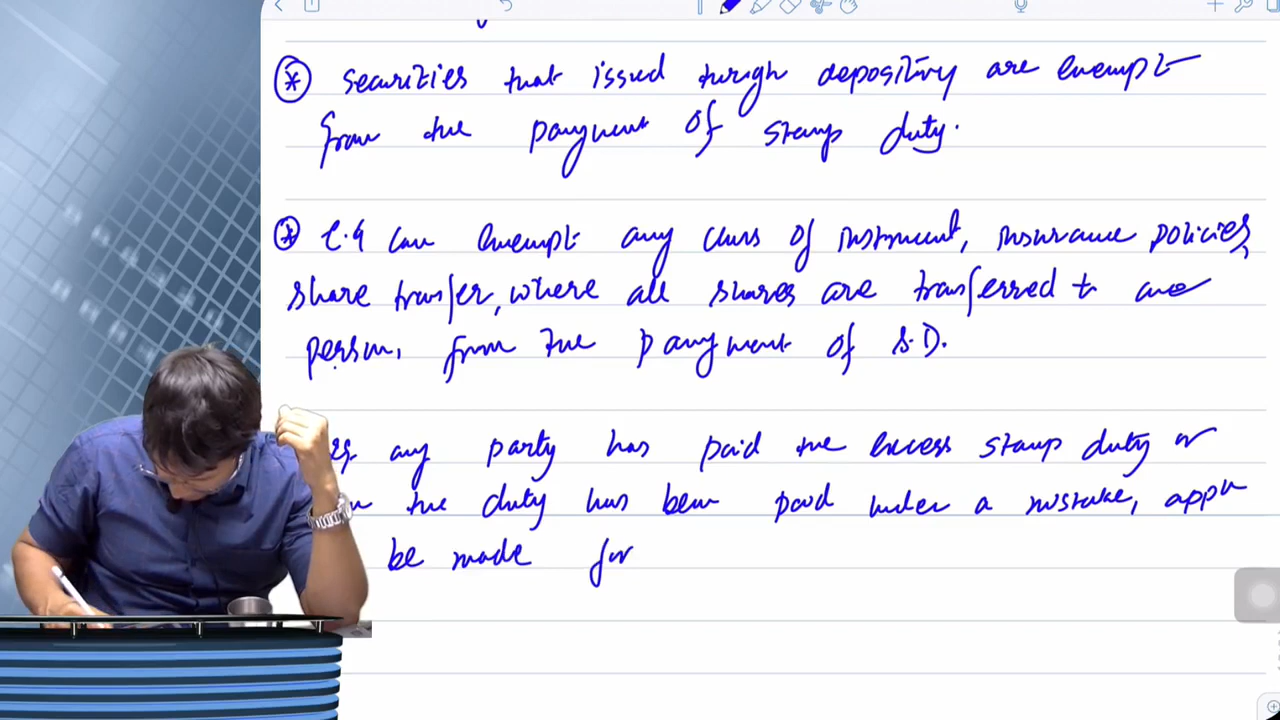 securities that issued through depository are exempt
from the payment of stamp duty.
C.G can exempt any class of instrument, insurance policies,
share transfer, where all shares are transferred to one
person, from the payment of S.D.
any party has paid the excess stamp duty or
the duty has been paid under a mistake, appn
be made for